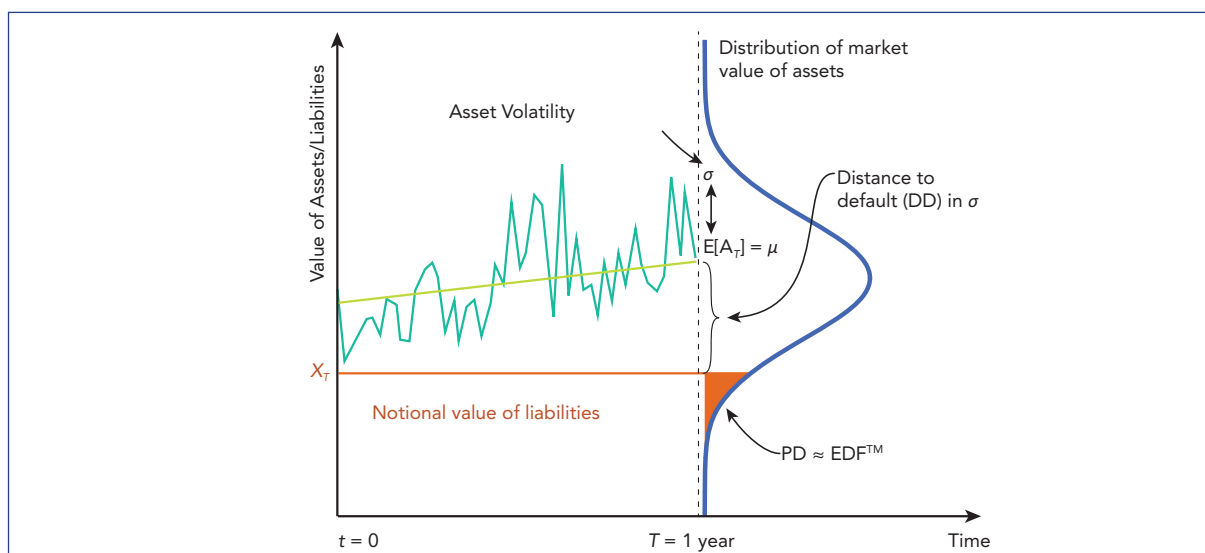 Value of Assets/Liabilities
Distribution of market
value of assets
Asset Volatility
σ
Distance to
default (DD) in σ
E[A_T] = μ
X_T
Notional value of liabilities
PD ≈ EDF™
t = 0
T = 1 year
Time